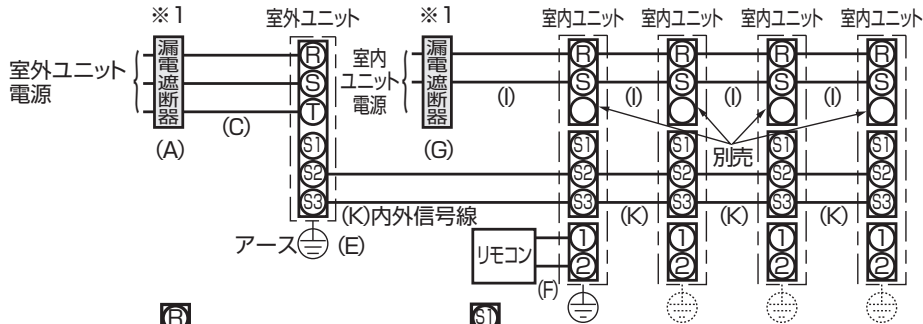 ※1 室外ユニット ※1 室内ユニット 室内ユニット 室内ユニット 室内ユニット
室外ユニット
電源
漏電遮断器
R
S
T
(C)
(A)
S1
S2
S3
アース
(E)
(K)内外信号線
室内
ユニット
電源
漏電遮断器
(G)
(I) (I) (I) (I)
R R R R
S S S S
別売
S1 S1 S1 S1
S2 S2 S2 S2
S3 S3 S3 S3
(K) (K) (K)
リモコン
(F)
1 1 1 1
2 2 2 2
R S1